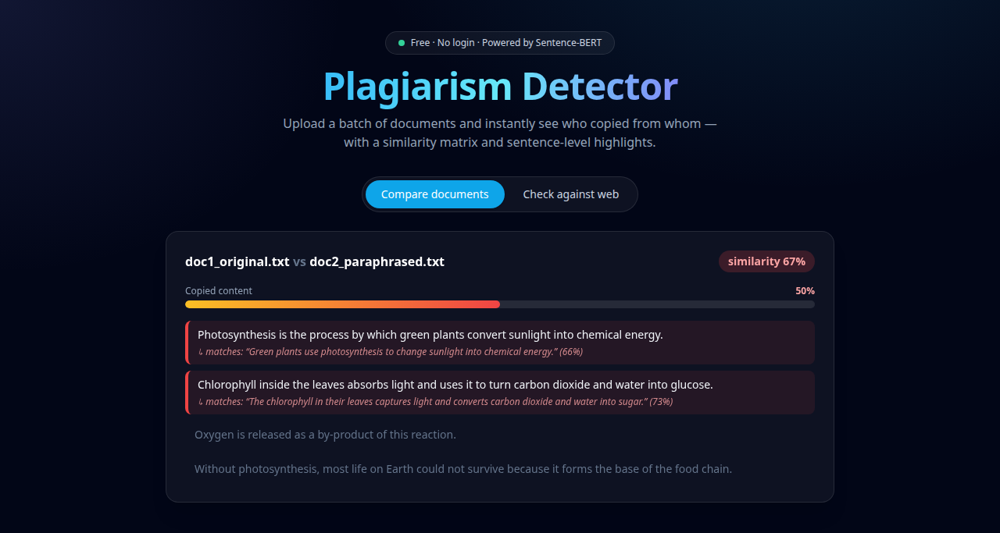 Free · No login · Powered by Sentence-BERT
Plagiarism Detector
Upload a batch of documents and instantly see who copied from whom —
with a similarity matrix and sentence-level highlights.
Compare documents
Check against web
doc1_original.txt vs doc2_paraphrased.txt
similarity 67%
Copied content
50%
Photosynthesis is the process by which green plants convert sunlight into chemical energy.
↳ matches: “Green plants use photosynthesis to change sunlight into chemical energy.” (66%)
Chlorophyll inside the leaves absorbs light and uses it to turn carbon dioxide and water into glucose.
↳ matches: “The chlorophyll in their leaves captures light and converts carbon dioxide and water into sugar.” (73%)
Oxygen is released as a by-product of this reaction.
Without photosynthesis, most life on Earth could not survive because it forms the base of the food chain.